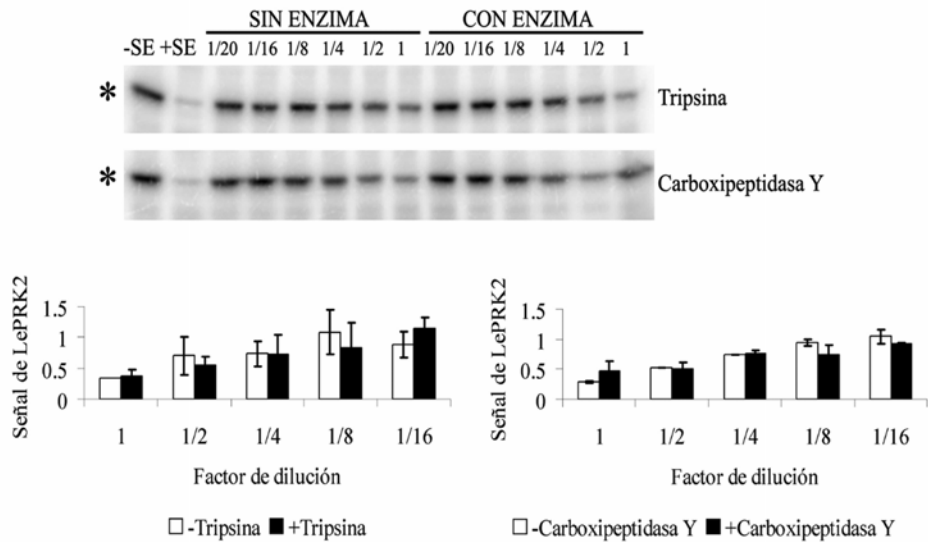 SIN ENZIMA CON ENZIMA
-SE +SE 1/20 1/16 1/8 1/4 1/2 1 1/20 1/16 1/8 1/4 1/2 1
* Tripsina
* Carboxipeptidasa Y
Señal de LePRK2
1.5
1
0.5
0
1 1/2 1/4 1/8 1/16
Factor de dilución
-Tripsina +Tripsina
Señal de LePRK2
1.5
1
0.5
0
1 1/2 1/4 1/8 1/16
Factor de dilución
-Carboxipeptidasa Y +Carboxipeptidasa Y